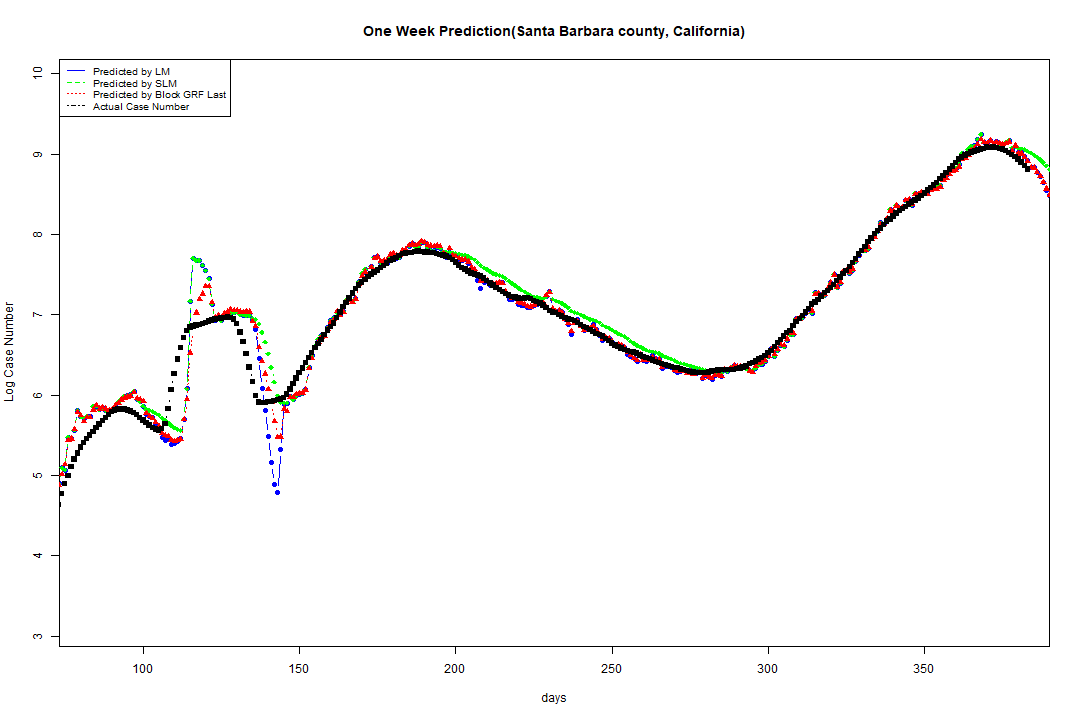 One Week Prediction(Santa Barbara county, California)
Predicted by LM
Predicted by SLM
Predicted by Block GRF Last
Actual Case Number
10
9
8
7
6
5
4
3
Log Case Number
100 150 200 250 300 350
days